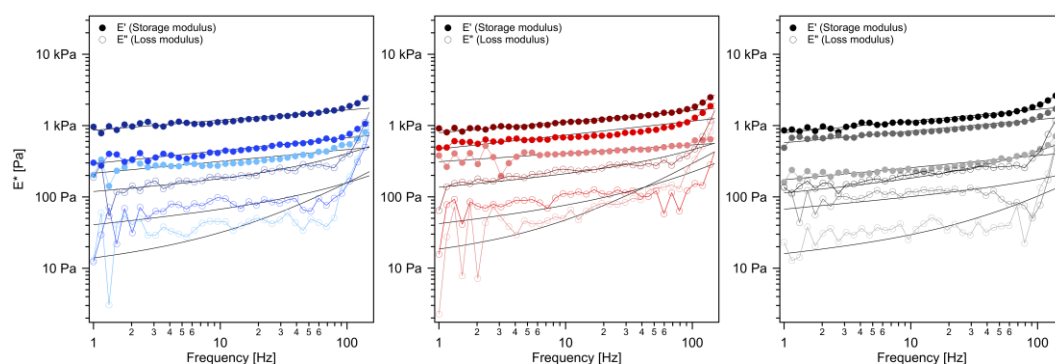 E' (Storage modulus)
E" (Loss modulus)
10 kPa
1 kPa
100 Pa
10 Pa
E* [Pa]
1 2 3 4 5 6 10 2 3 4 5 6 100
Frequency [Hz]
E' (Storage modulus)
E" (Loss modulus)
10 kPa
1 kPa
100 Pa
10 Pa
1 2 3 4 5 6 10 2 3 4 5 6 100
Frequency [Hz]
E' (Storage modulus)
E" (Loss modulus)
10 kPa
1 kPa
100 Pa
10 Pa
1 2 3 4 5 6 10 2 3 4 5 6 100
Frequency [Hz]